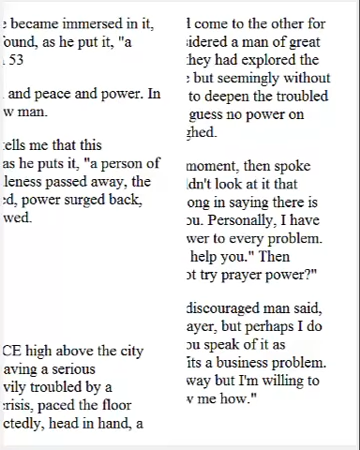 became immersed in it,
found, as he put it, "a
53
and peace and power. In
w man.
tells me that this
as he puts it, "a person of
leness passed away, the
ed, power surged back,
wed.
CE high above the city
aving a serious
vily troubled by a
risis, paced the floor
ctedly, head in hand, a
l come to the other for
idered a man of great
they had explored the
: but seemingly without
to deepen the troubled
guess no power on
ghed.
moment, then spoke
dn't look at it that
ong in saying there is
ou. Personally, I have
wer to every problem.
help you." Then
ot try prayer power?"
discouraged man said,
ayer, but perhaps I do
ou speak of it as
its a business problem.
way but I'm willing to
v me how."